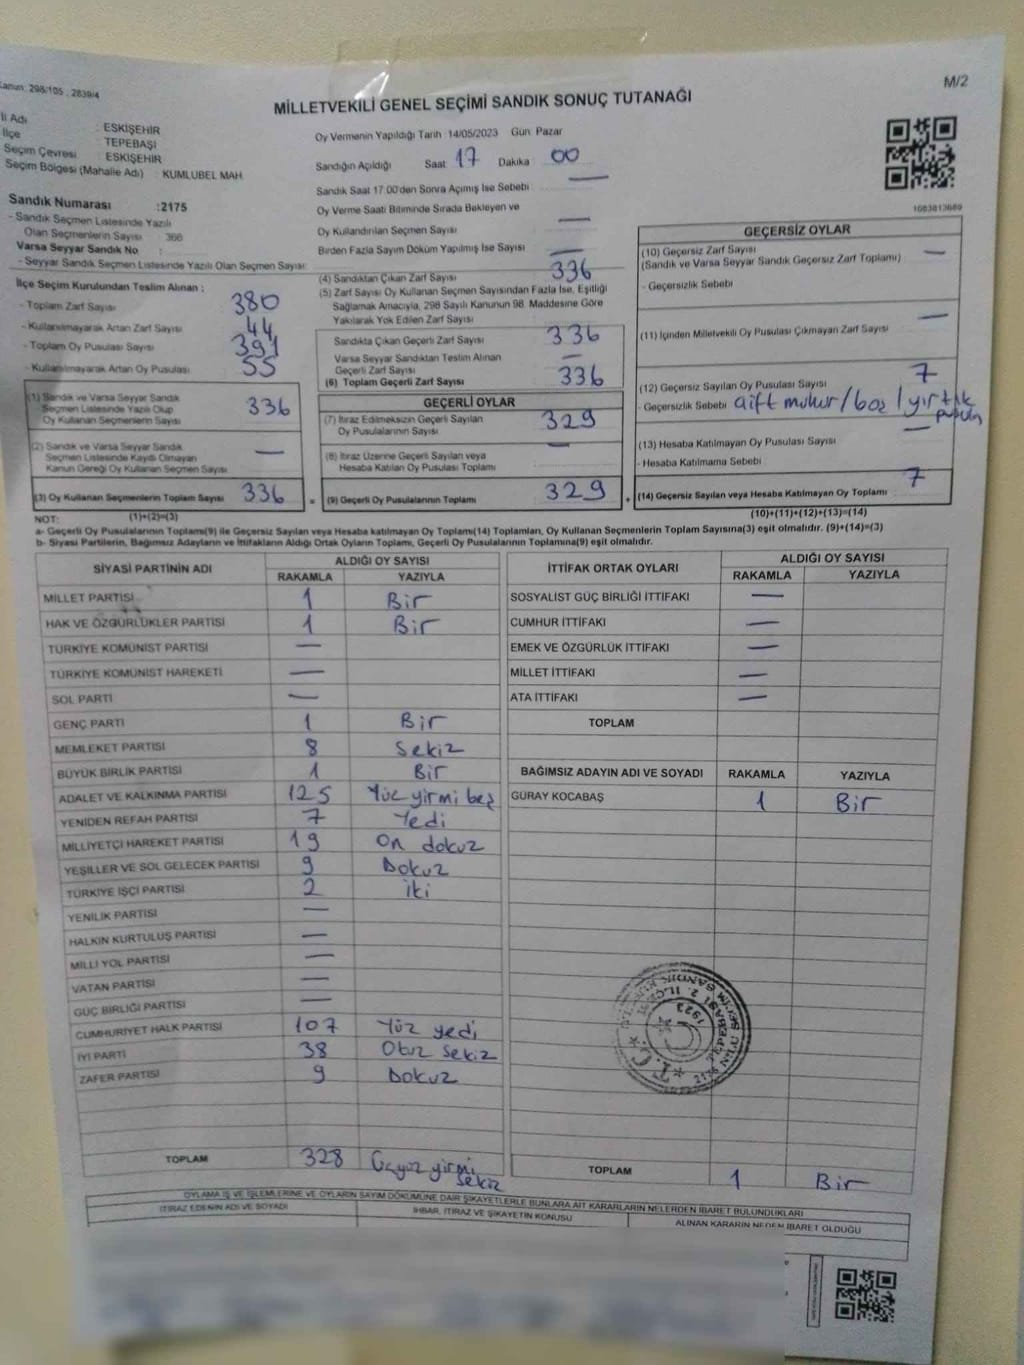 Kanun: 298/105 , 2839/4
M/2
MİLLETVEKİLİ GENEL SEÇİMİ SANDIK SONUÇ TUTANAĞI
İl Adı : ESKİŞEHİR
İlçe : TEPEBAŞI
Seçim Çevresi : ESKİŞEHİR
Seçim Bölgesi (Mahalle Adı) : KUMLUBEL MAH
Sandık Numarası :2175
- Sandık Seçmen Listesinde Yazılı
Olan Seçmenlerin Sayısı : 366
Varsa Seyyar Sandık No :
- Seyyar Sandık Seçmen Listesinde Yazılı Olan Seçmen Sayısı:
İlçe Seçim Kurulundan Teslim Alınan :
- Toplam Zarf Sayısı 380
- Kullanılmayarak Artan Zarf Sayısı 44
- Toplam Oy Pusulası Sayısı 391
- Kullanılmayarak Artan Oy Pusulası 55
(1) Sandık ve Varsa Seyyar Sandık
Seçmen Listesinde Yazılı Olup
Oy Kullanan Seçmenlerin Sayısı 336
(2) Sandık ve Varsa Seyyar Sandık
Seçmen Listesinde Kaydı Olmayan
Kanun Gereği Oy Kullanan Seçmen Sayısı —
(3) Oy Kullanan Seçmenlerin Toplam Sayısı 336 =
(1)+(2)=(3)
Oy Vermenin Yapıldığı Tarih :14/05/2023 Gün Pazar
Sandığın Açıldığı Saat 17 Dakika 00
Sandık Saat 17:00'den Sonra Açılmış İse Sebebi —
Oy Verme Saati Bitiminde Sırada Bekleyen ve
Oy Kullandırılan Seçmen Sayısı —
Birden Fazla Sayım Döküm Yapılmış İse Sayısı —
(4) Sandıktan Çıkan Zarf Sayısı 336
(5) Zarf Sayısı Oy Kullanan Seçmen Sayısından Fazla İse, Eşitliği
Sağlamak Amacıyla, 298 Sayılı Kanunun 98. Maddesine Göre
Yakılarak Yok Edilen Zarf Sayısı
Sandıkta Çıkan Geçerli Zarf Sayısı 336
Varsa Seyyar Sandıktan Teslim Alınan
Geçerli Zarf Sayısı —
(6) Toplam Geçerli Zarf Sayısı 336
GEÇERLİ OYLAR
(7) İtiraz Edilmeksizin Geçerli Sayılan
Oy Pusulalarının Sayısı 329
(8) İtiraz Üzerine Geçerli Sayılan veya
Hesaba Katılan Oy Pusulası Toplamı —
(9) Geçerli Oy Pusulalarının Toplamı 329 +
1683813689
GEÇERSİZ OYLAR
(10) Geçersiz Zarf Sayısı —
(Sandık ve Varsa Seyyar Sandık Geçersiz Zarf Toplamı)
- Geçersizlik Sebebi
(11) İçinden Milletvekili Oy Pusulası Çıkmayan Zarf Sayısı —
(12) Geçersiz Sayılan Oy Pusulası Sayısı 7
- Geçersizlik Sebebi çift mühür/boş/yırtık
pusula
(13) Hesaba Katılmayan Oy Pusulası Sayısı —
- Hesaba Katılmama Sebebi
(14) Geçersiz Sayılan veya Hesaba Katılmayan Oy Toplamı 7
(10)+(11)+(12)+(13)=(14)
NOT:
a- Geçerli Oy Pusulalarının Toplamı(9) ile Geçersiz Sayılan veya Hesaba katılmayan Oy Toplamı(14) Toplamları, Oy Kullanan Seçmenlerin Toplam Sayısına(3) eşit olmalıdır. (9)+(14)=(3)
b- Siyasi Partilerin, Bağımsız Adayların ve İttifakların Aldığı Ortak Oyların Toplamı, Geçerli Oy Pusulalarının Toplamına(9) eşit olmalıdır.
SİYASİ PARTİNİN ADI ALDIĞI OY SAYISI
RAKAMLA YAZIYLA
MİLLET PARTİSİ 1 Bir
HAK VE ÖZGÜRLÜKLER PARTİSİ 1 Bir
TÜRKİYE KOMÜNİST PARTİSİ —
TÜRKİYE KOMÜNİST HAREKETİ —
SOL PARTİ —
GENÇ PARTİ 1 Bir
MEMLEKET PARTİSİ 8 Sekiz
BÜYÜK BİRLİK PARTİSİ 1 Bir
ADALET VE KALKINMA PARTİSİ 125 Yüz yirmi beş
YENİDEN REFAH PARTİSİ 7 Yedi
MİLLİYETÇİ HAREKET PARTİSİ 19 On dokuz
YEŞİLLER VE SOL GELECEK PARTİSİ 9 Dokuz
TÜRKİYE İŞÇİ PARTİSİ 2 iki
YENİLİK PARTİSİ —
HALKIN KURTULUŞ PARTİSİ —
MİLLİ YOL PARTİSİ —
VATAN PARTİSİ —
GÜÇ BİRLİĞİ PARTİSİ —
CUMHURİYET HALK PARTİSİ 107 Yüz yedi
İYİ PARTİ 38 Otuz sekiz
ZAFER PARTİSİ 9 Dokuz
TOPLAM 328 Üçyüz yirmi
sekiz
İTTİFAK ORTAK OYLARI ALDIĞI OY SAYISI
RAKAMLA YAZIYLA
SOSYALİST GÜÇ BİRLİĞİ İTTİFAKI —
CUMHUR İTTİFAKI —
EMEK VE ÖZGÜRLÜK İTTİFAKI —
MİLLET İTTİFAKI —
ATA İTTİFAKI —
TOPLAM
BAĞIMSIZ ADAYIN ADI VE SOYADI RAKAMLA YAZIYLA
GÜRAY KOCABAŞ 1 Bir
T.C.
TEPEBAŞI 2. İLÇE
1923
TOPLAM 1 Bir
OYLAMA İŞ VE İŞLEMLERİNE VE OYLARIN SAYIM DÖKÜMÜNE DAİR ŞİKAYETLERLE BUNLARA AİT KARARLARIN NELERDEN İBARET BULUNDUKLARI
İTİRAZ EDENİN ADI VE SOYADI İHBAR, İTİRAZ VE ŞİKAYETİN KONUSU ALINAN KARARIN NEDEN İBARET OLDUĞU